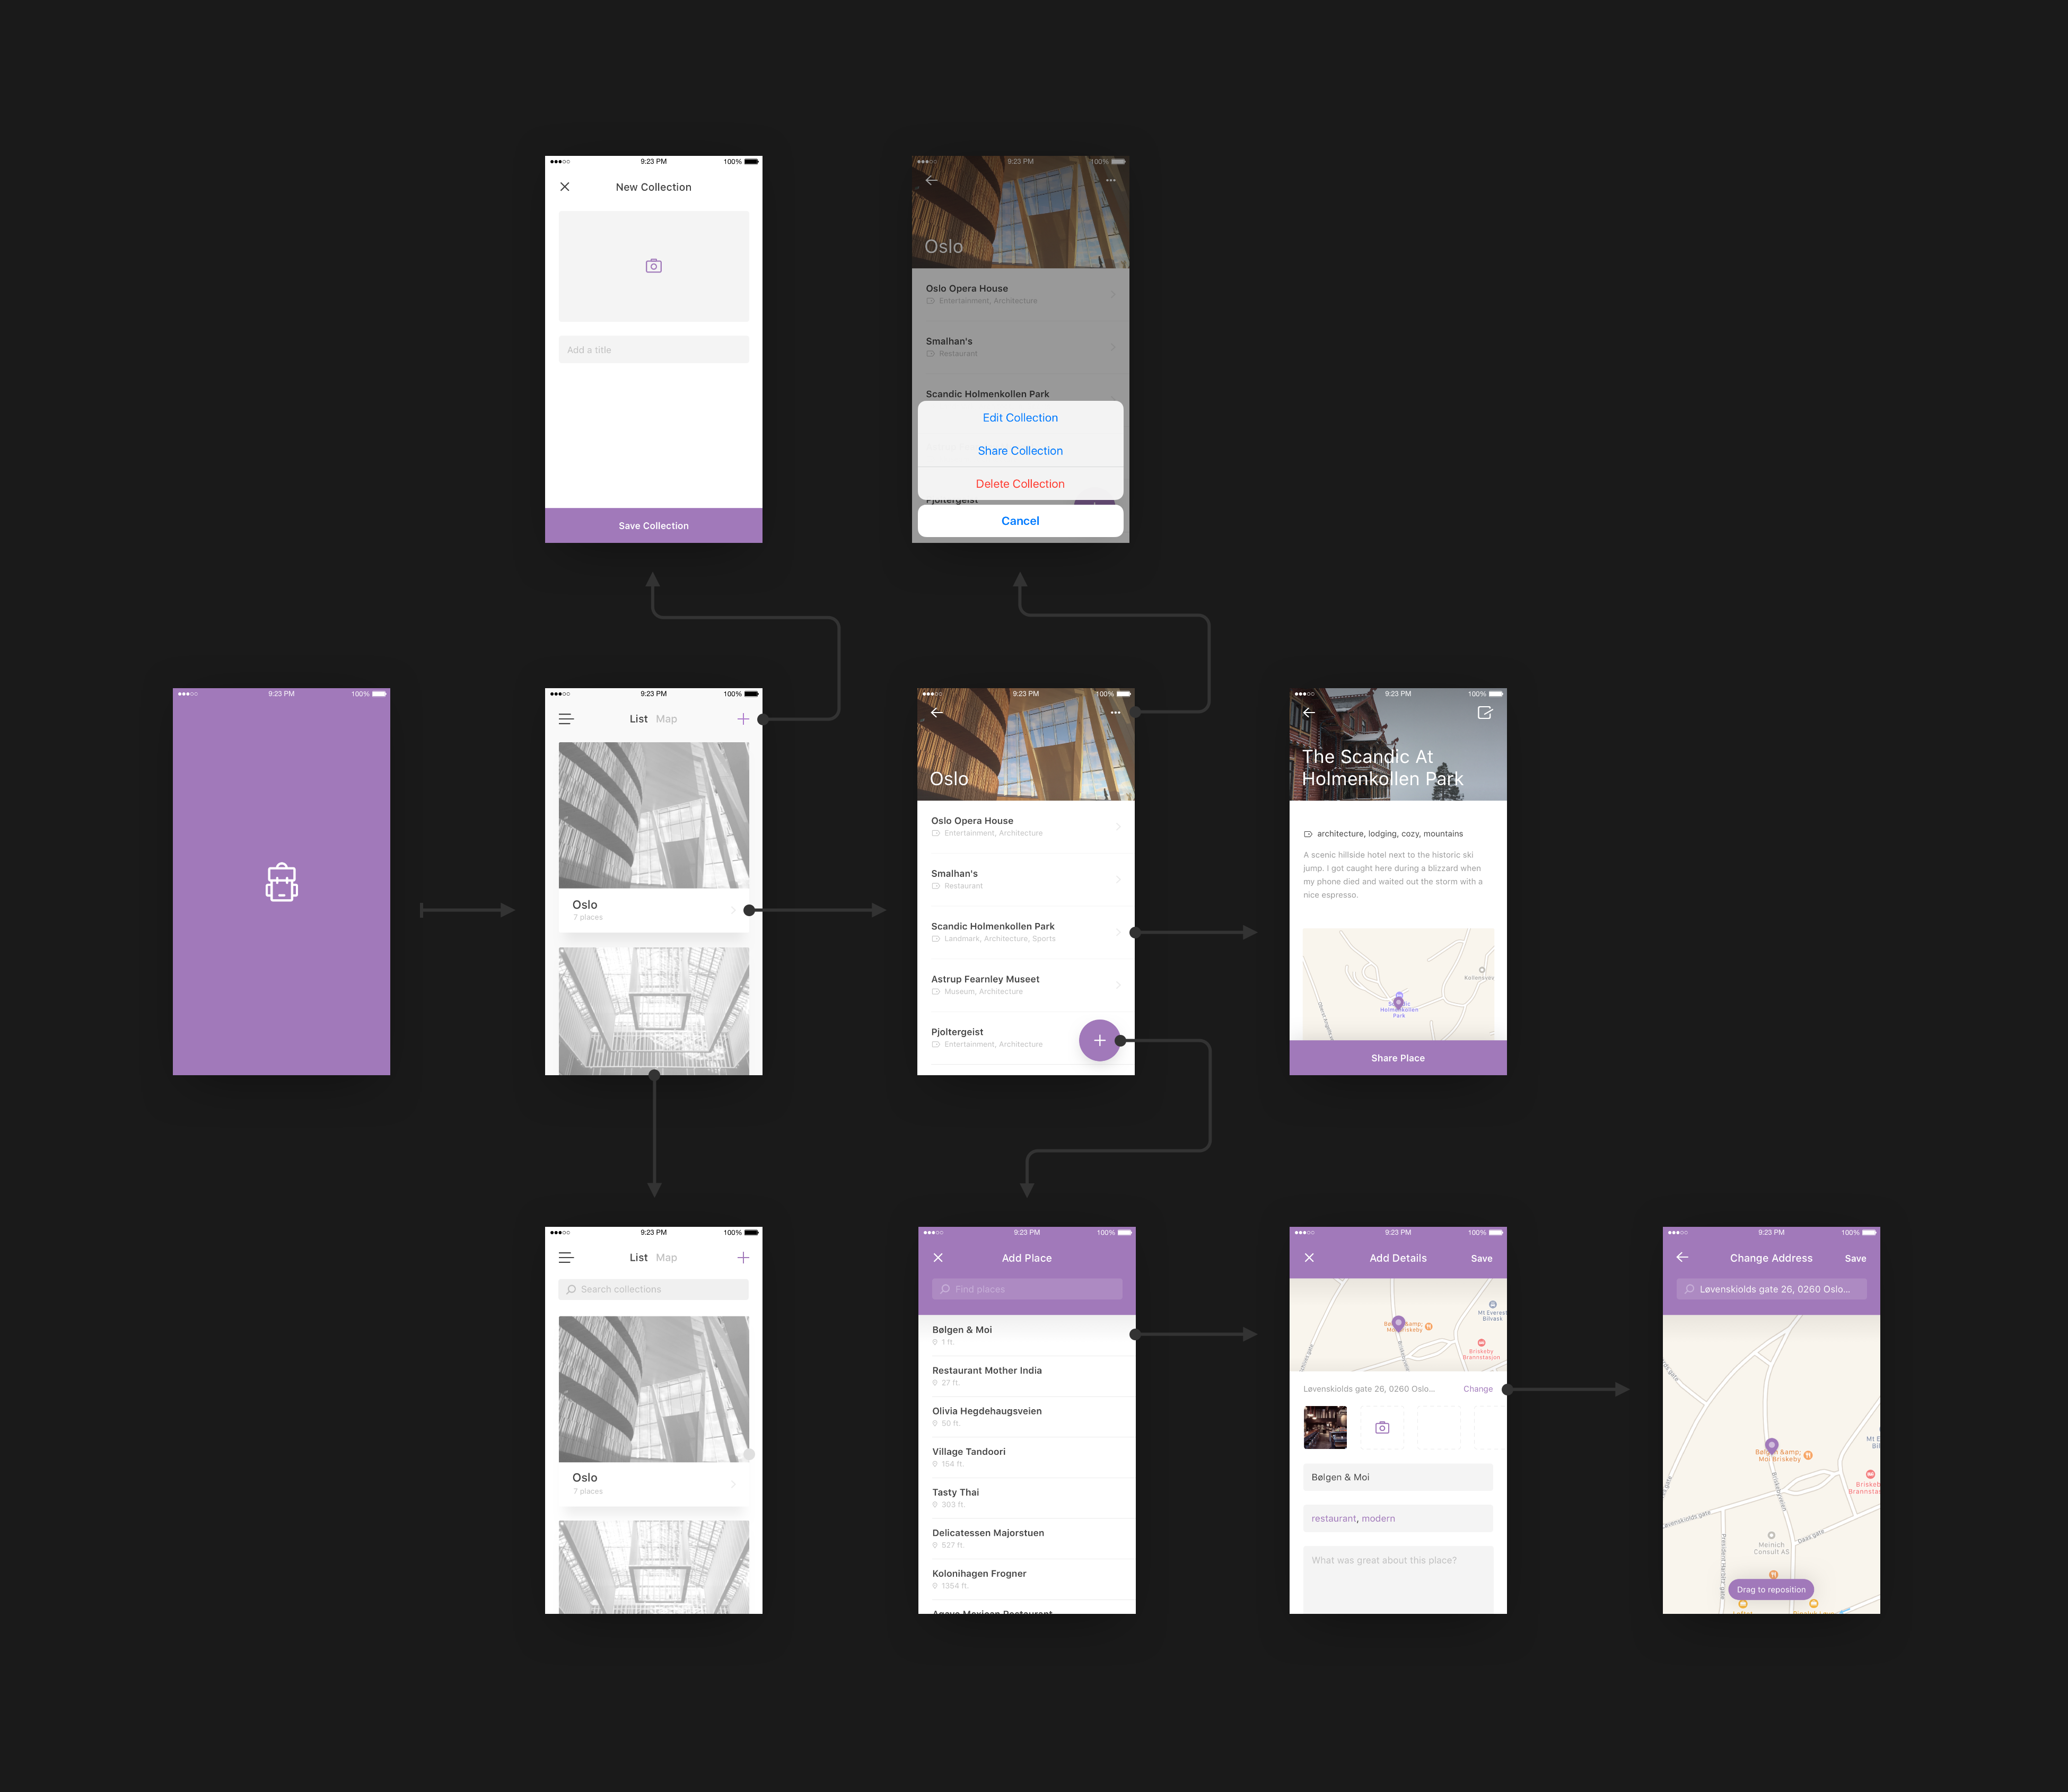 9:23 PM
100%
New Collection
Add a title
Save Collection
9:23 PM
100%
Oslo
Oslo Opera House
Entertainment, Architecture
Smalhan's
Restaurant
Scandic Holmenkollen Park
Edit Collection
Share Collection
Delete Collection
Pjoltergeist
Cancel
9:23 PM
100%
9:23 PM
100%
List Map
Oslo
7 places
9:23 PM
100%
Oslo
Oslo Opera House
Entertainment, Architecture
Smalhan's
Restaurant
Scandic Holmenkollen Park
Landmark, Architecture, Sports
Astrup Fearnley Museet
Museum, Architecture
Pjoltergeist
Entertainment, Architecture
9:23 PM
100%
The Scandic At
Holmenkollen Park
architecture, lodging, cozy, mountains
A scenic hillside hotel next to the historic ski
jump. I got caught here during a blizzard when
my phone died and waited out the storm with a
nice espresso.
Holmenkollen
Park
Share Place
9:23 PM
100%
List Map
Search collections
Oslo
7 places
9:23 PM
100%
Add Place
Find places
Bølgen & Moi
1 ft.
Restaurant Mother India
27 ft.
Olivia Hegdehaugsveien
50 ft.
Village Tandoori
154 ft.
Tasty Thai
303 ft.
Delicatessen Majorstuen
527 ft.
Kolonihagen Frogner
1354 ft.
Agave Mexican Restaurant
9:23 PM
100%
Add Details
Save
Mt Everest
Bilvask
Briskeby
Brannstasjon
Løvenskiolds gate 26, 0260 Oslo...
Change
Bølgen & Moi
restaurant, modern
What was great about this place?
9:23 PM
100%
Change Address
Save
Løvenskiolds gate 26, 0260 Oslo...
Moi Briskeby
Briskebyveien
Daas gate
Meinich
Consult AS
Drag to reposition